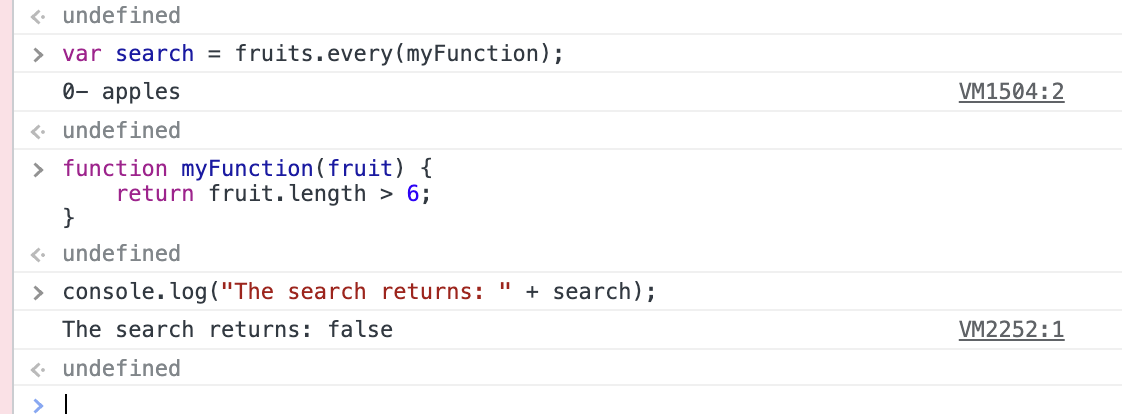 undefined
var search = fruits.every(myFunction);
0– apples VM1504:2
undefined
function myFunction(fruit) {
    return fruit.length > 6;
}
undefined
console.log("The search returns: " + search);
The search returns: false VM2252:1
undefined